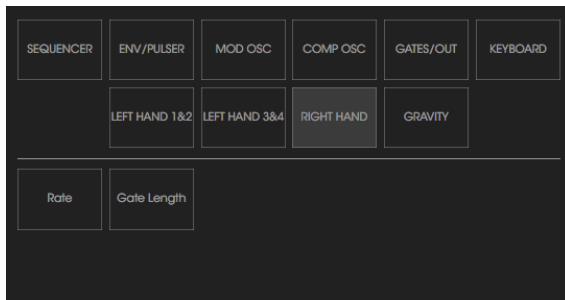 SEQUENCER ENV/PULSER MOD OSC COMP OSC GATES/OUT KEYBOARD
LEFT HAND 1&2 LEFT HAND 3&4 RIGHT HAND GRAVITY
Rate Gate Length